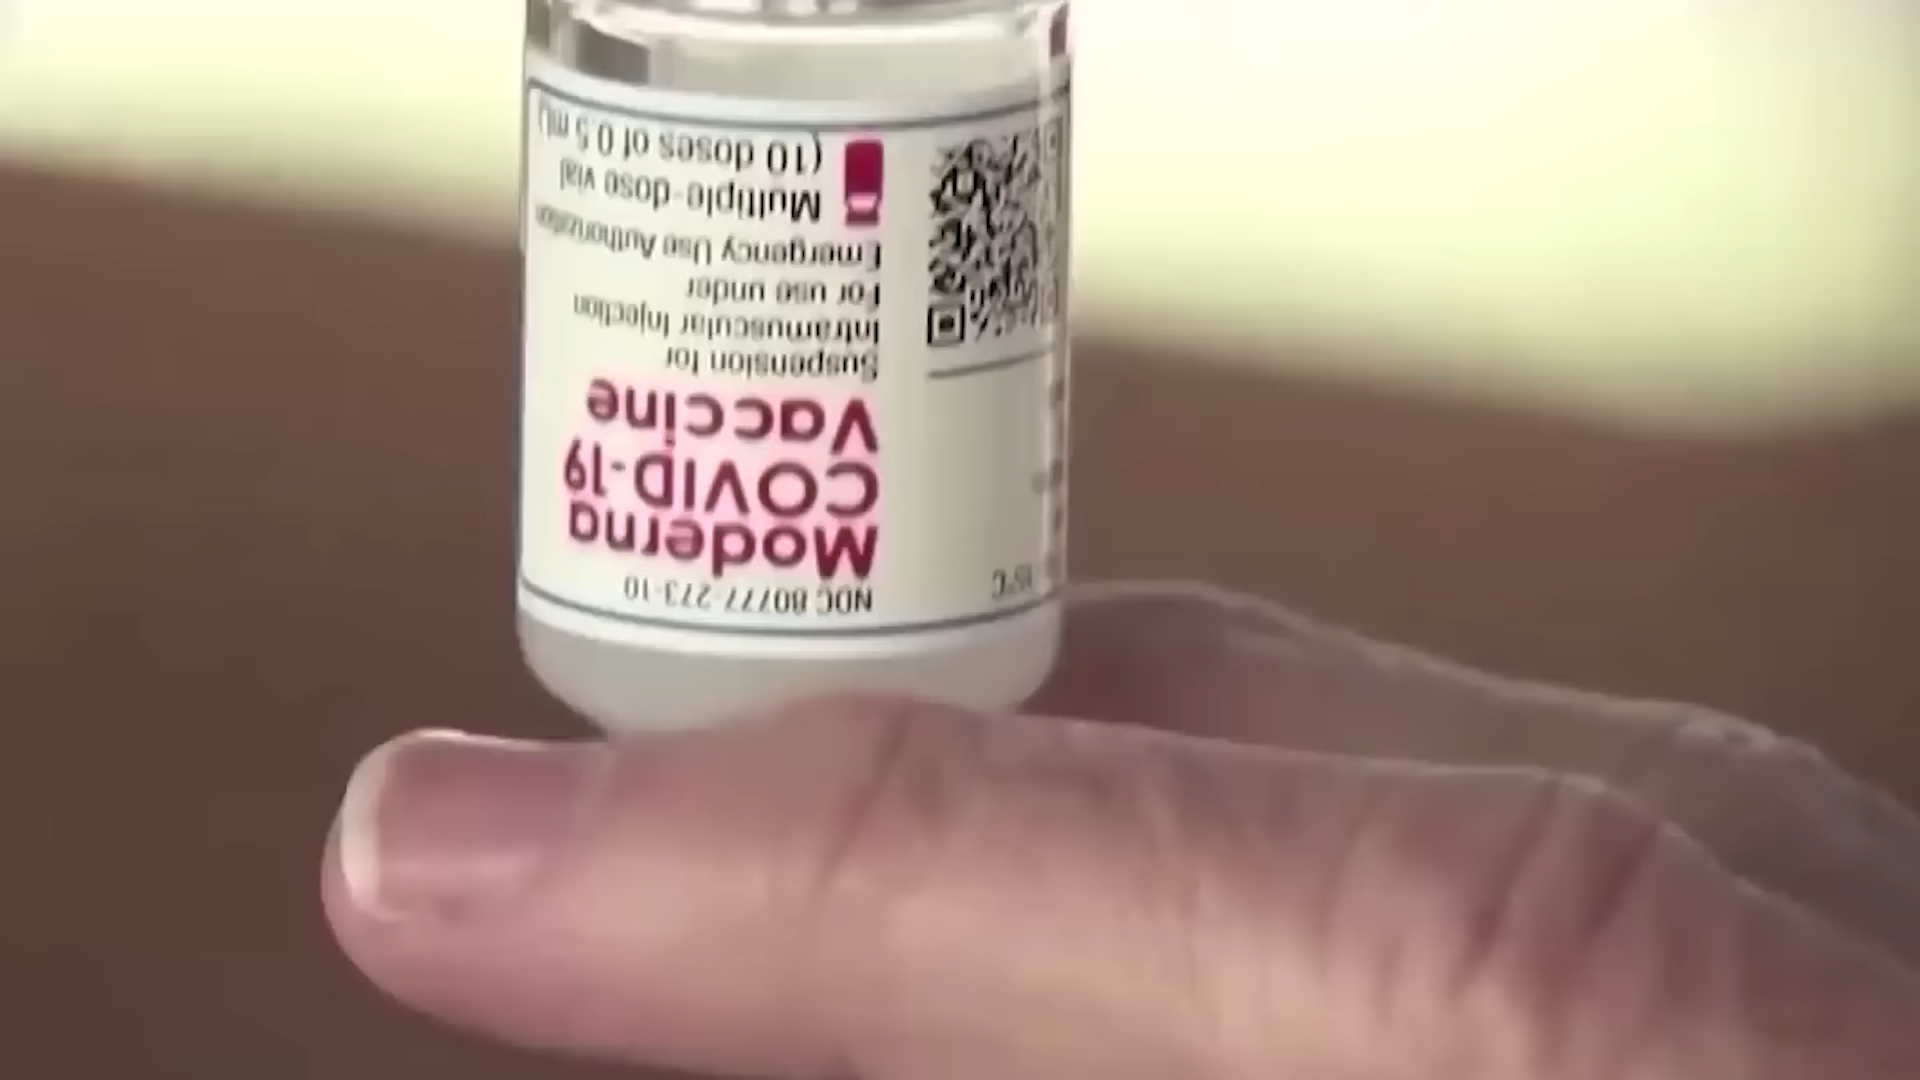 NDC 80777-273-10
Moderna
COVID-19
Vaccine
Suspension for
Intramuscular Injection
For use under
Emergency Use Authorization
Multiple-dose vial
(10 doses of 0.5 mL)